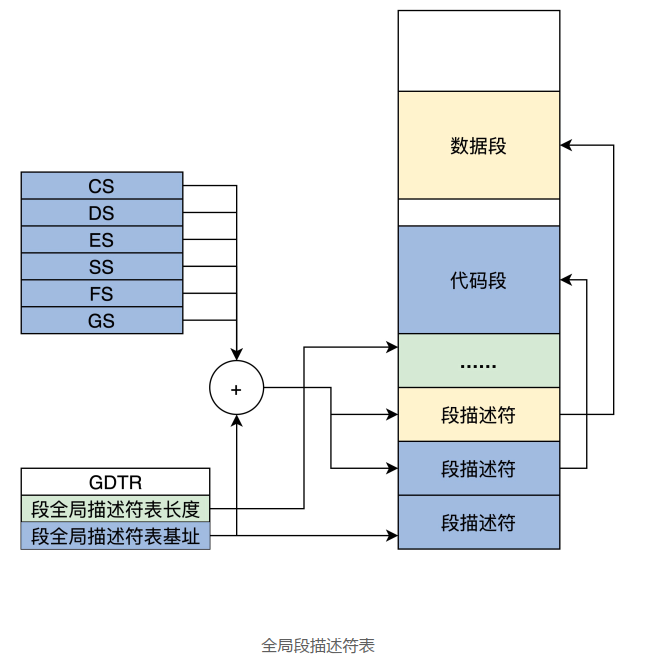 数据段
CS
DS
ES
SS
FS
GS
代码段
......
段描述符
段描述符
段描述符
GDTR
段全局描述符表长度
段全局描述符表基址
全局段描述符表